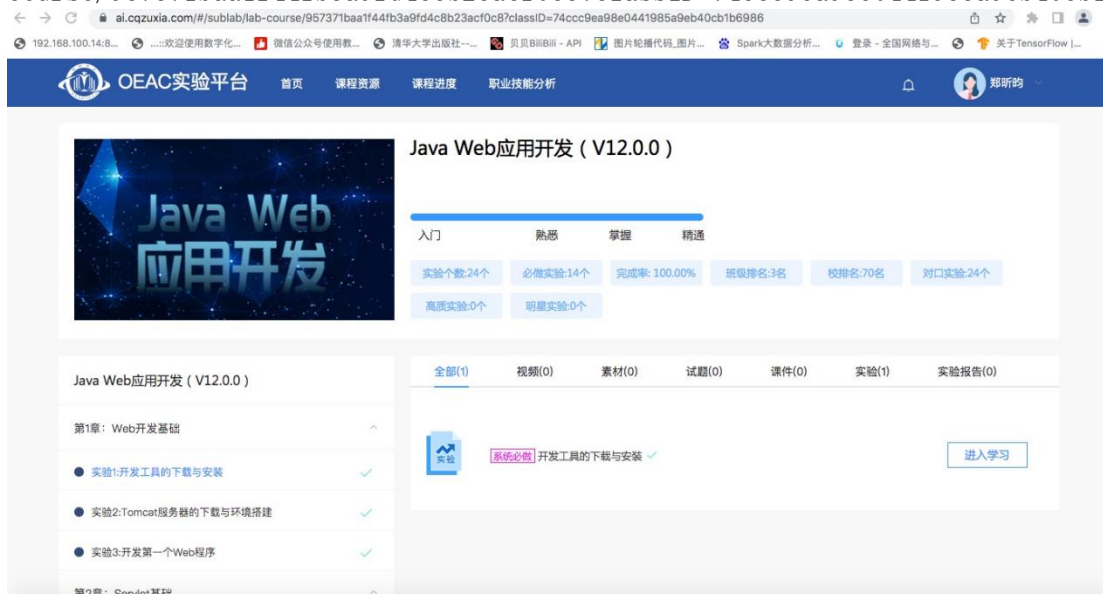 ai.cqzuxia.com/#/sublab/lab-course/957371baa1f44fb3a9fd4c8b23acf0c8?classID=74ccc9ea98e0441985a9eb40cb1b6986
192.168.100.14:8... ...::欢迎使用数字化... 微信公众号使用教... 清华大学出版社--... 贝贝BiliBili - API 图片轮播代码_图片... Spark大数据分析... 登录 - 全国网络与... 关于TensorFlow |...
OEAC实验平台 首页 课程资源 课程进度 职业技能分析 郑昕昀
Java Web
应用开发
Java Web应用开发（V12.0.0）
入门 熟悉 掌握 精通
实验个数:24个 必做实验:14个 完成率: 100.00% 班级排名:3名 校排名:70名 对口实验:24个
高质实验:0个 明星实验:0个
Java Web应用开发（V12.0.0）
第1章：Web开发基础
实验1:开发工具的下载与安装
实验2:Tomcat服务器的下载与环境搭建
实验3:开发第一个Web程序
第2章：Servlet基础
全部(1) 视频(0) 素材(0) 试题(0) 课件(0) 实验(1) 实验报告(0)
实验
系统必做 开发工具的下载与安装
进入学习